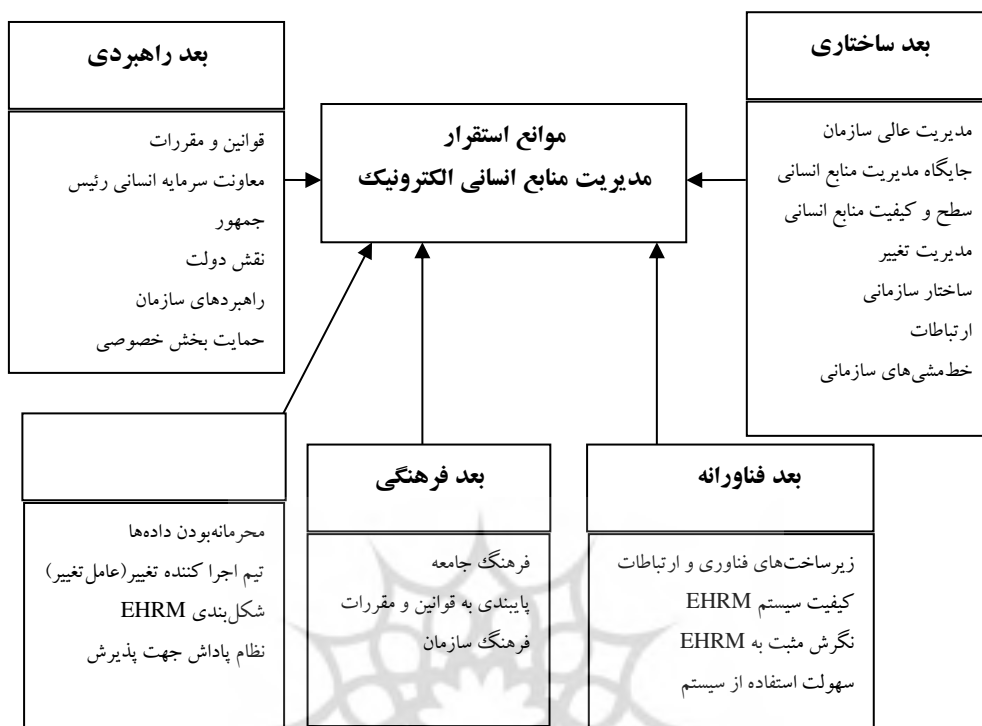 بعد ساختاری
مدیریت عالی سازمان
جایگاه مدیریت منابع انسانی
سطح و کیفیت منابع انسانی
مدیریت تغییر
ساختار سازمانی
ارتباطات
خط‌مشی‌های سازمانی
موانع استقرار
مدیریت منابع انسانی الکترونیک
بعد راهبردی
قوانین و مقررات
معاونت سرمایه انسانی رئیس
جمهور
نقش دولت
راهبردهای سازمان
حمایت بخش خصوصی
بعد فناورانه
زیرساخت‌های فناوری و ارتباطات
کیفیت سیستم EHRM
نگرش مثبت به EHRM
سهولت استفاده از سیستم
بعد فرهنگی
فرهنگ جامعه
پایبندی به قوانین و مقررات
فرهنگ سازمان
محرمانه‌بودن داده‌ها
تیم اجرا کننده تغییر(عامل‌تغییر)
شکل‌بندی EHRM
نظام پاداش جهت پذیرش